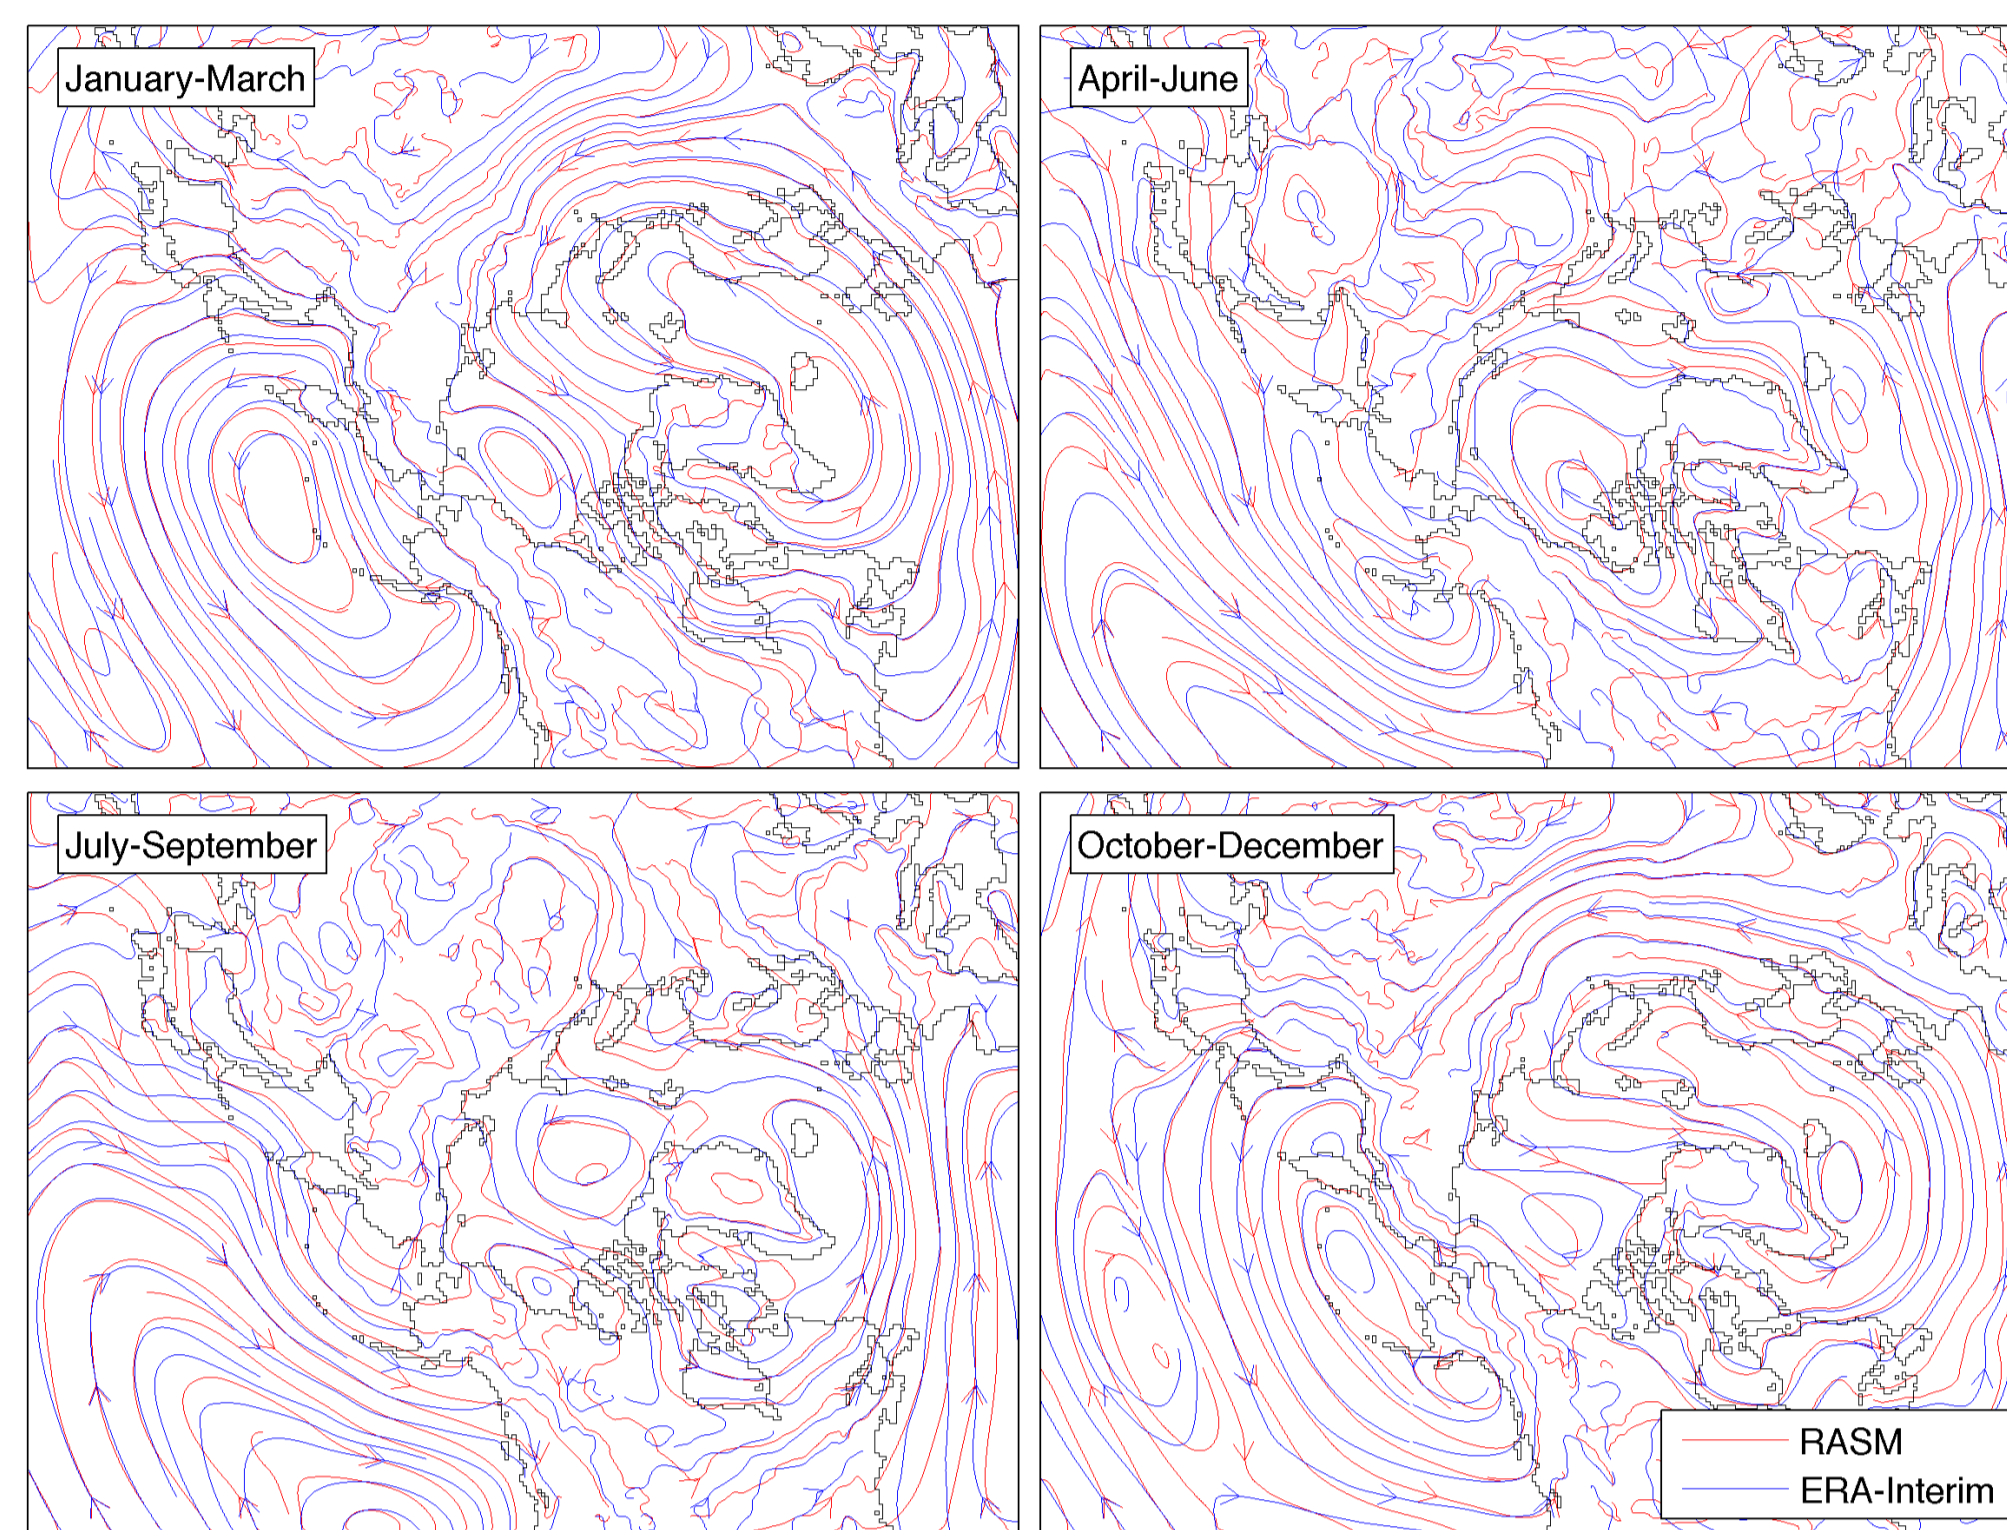 January-March
April-June
July-September
October-December
RASM
ERA-Interim